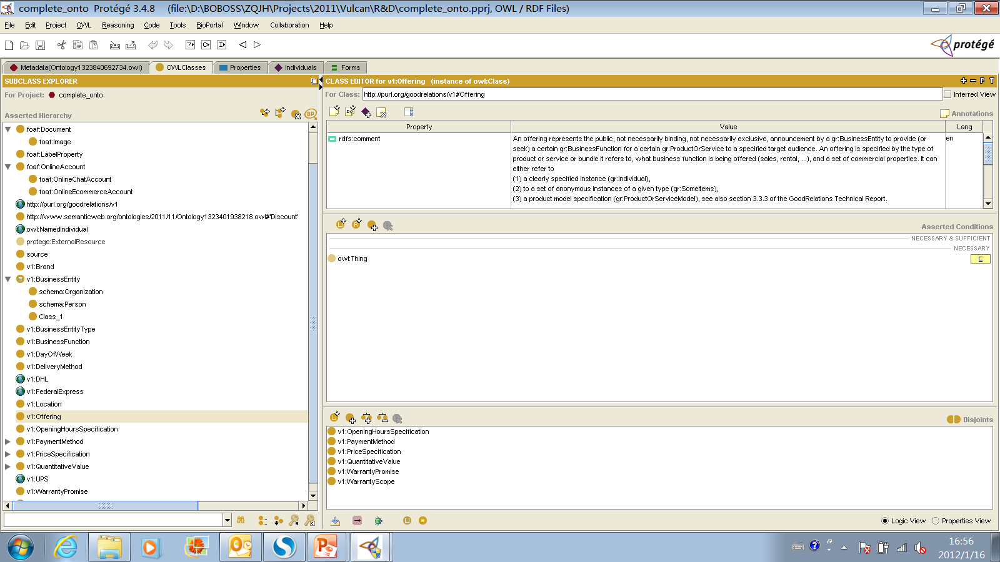 complete_onto  Protégé 3.4.8     (file:\D:\BOBOSS\ZQJH\Projects\2011\Vulcan\R&D\complete_onto.pprj, OWL / RDF Files)
File Edit Project OWL Reasoning Code Tools BioPortal Window Collaboration Help
protégé
Metadata(Ontology1323840692734.owl) OWLClasses Properties Individuals Forms
SUBCLASS EXPLORER
For Project: complete_onto
Asserted Hierarchy
foaf:Document
foaf:Image
foaf:LabelProperty
foaf:OnlineAccount
foaf:OnlineChatAccount
foaf:OnlineEcommerceAccount
http://purl.org/goodrelations/v1
http://www.semanticweb.org/ontologies/2011/11/Ontology1323401938218.owl#'Discount'
owl:NamedIndividual
protege:ExternalResource
source
v1:Brand
v1:BusinessEntity
schema:Organization
schema:Person
Class_1
v1:BusinessEntityType
v1:BusinessFunction
v1:DayOfWeek
v1:DeliveryMethod
v1:DHL
v1:FederalExpress
v1:Location
v1:Offering
v1:OpeningHoursSpecification
v1:PaymentMethod
v1:PriceSpecification
v1:QuantitativeValue
v1:UPS
v1:WarrantyPromise
CLASS EDITOR for v1:Offering   (instance of owl:Class)
F T
For Class: http://purl.org/goodrelations/v1#Offering Inferred View
Annotations
Property Value Lang
rdfs:comment
An offering represents the public, not necessarily binding, not necessarily exclusive, announcement by a gr:BusinessEntity to provide (or
seek) a certain gr:BusinessFunction for a certain gr:ProductOrService to a specified target audience. An offering is specified by the type of
product or service or bundle it refers to, what business function is being offered (sales, rental, ...), and a set of commercial properties. It can
either refer to
(1) a clearly specified instance (gr:Individual),
(2) to a set of anonymous instances of a given type (gr:SomeItems),
(3) a product model specification (gr:ProductOrServiceModel), see also section 3.3.3 of the GoodRelations Technical Report.
en
Asserted Conditions
NECESSARY & SUFFICIENT
NECESSARY
owl:Thing ⊑
Disjoints
v1:OpeningHoursSpecification
v1:PaymentMethod
v1:PriceSpecification
v1:QuantitativeValue
v1:WarrantyPromise
v1:WarrantyScope
Logic View Properties View
16:56
2012/1/16